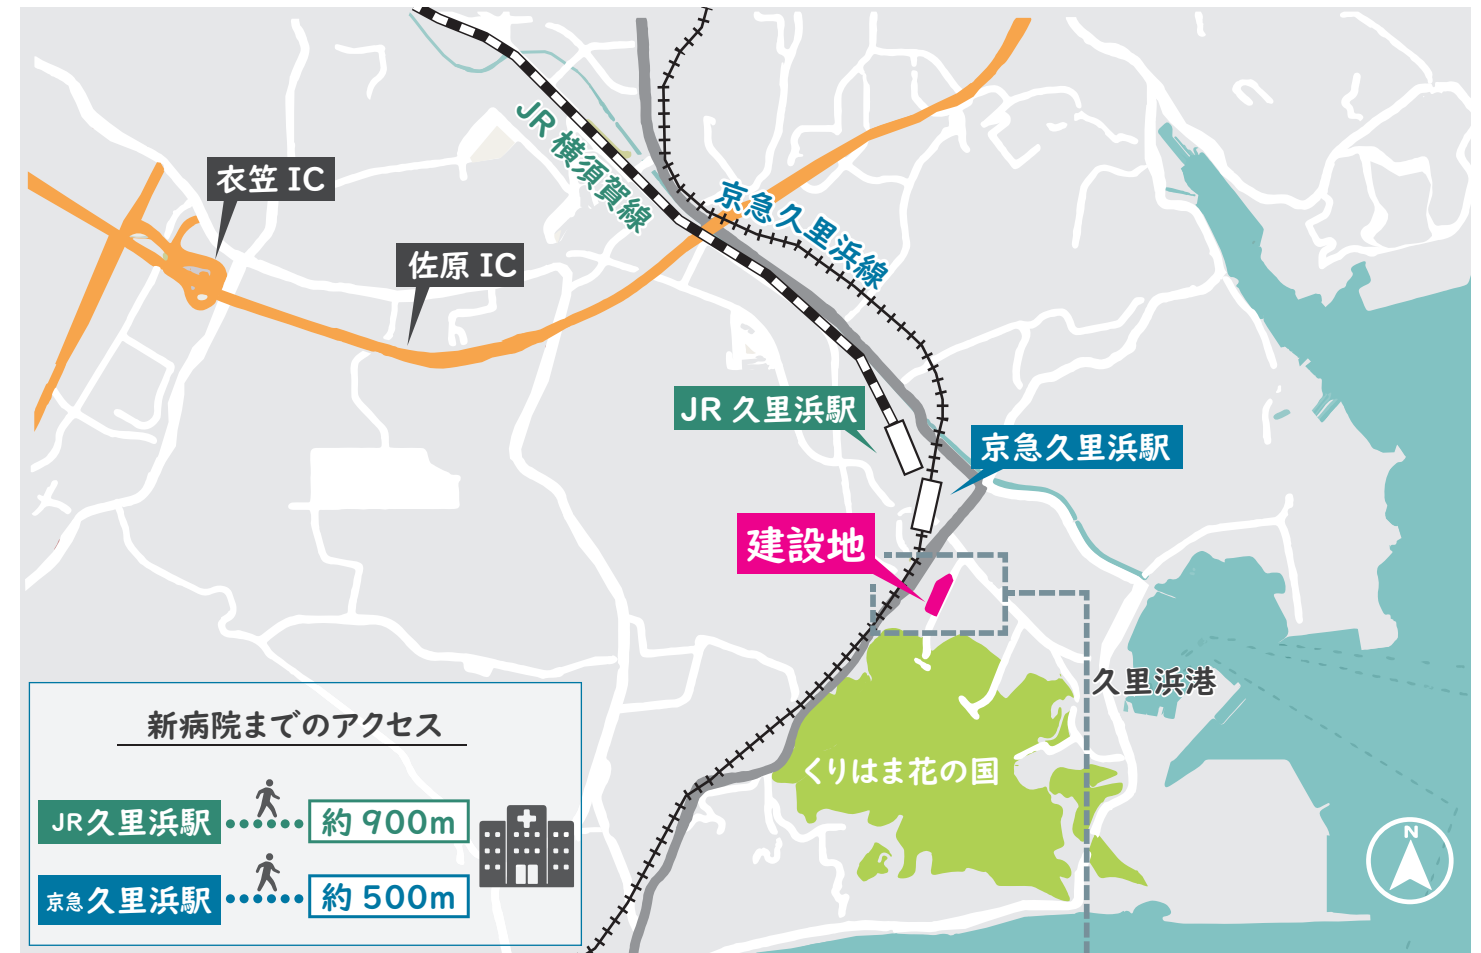 衣笠 IC
佐原 IC
JR 横須賀線
京急久里浜線
JR 久里浜駅
京急久里浜駅
建設地
久里浜港
くりはま花の国
新病院までのアクセス
JR久里浜駅
約 900m
京急久里浜駅
約 500m
N